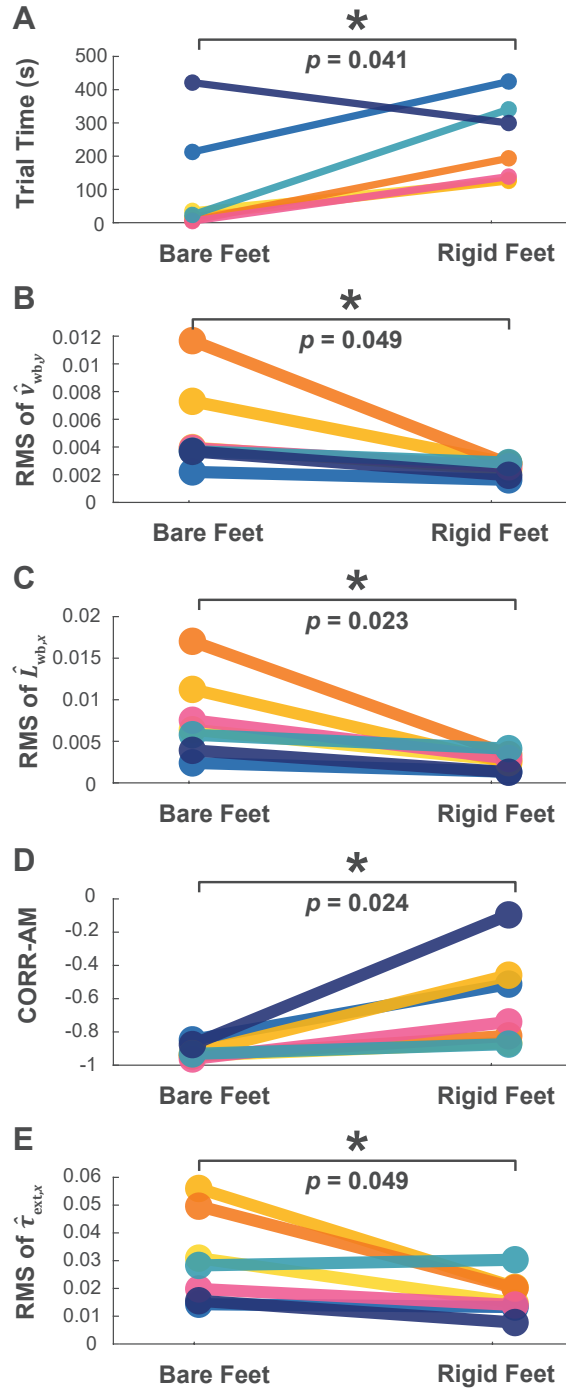 A
*
p = 0.041
Trial Time (s)
500
400
300
200
100
0
Bare Feet
Rigid Feet
B
*
p = 0.049
RMS of v̂wb,y
0.012
0.01
0.008
0.006
0.004
0.002
0
Bare Feet
Rigid Feet
C
*
p = 0.023
RMS of L̂wb,x
0.02
0.015
0.01
0.005
0
Bare Feet
Rigid Feet
D
*
p = 0.024
CORR-AM
0
-0.2
-0.4
-0.6
-0.8
-1
Bare Feet
Rigid Feet
E
*
p = 0.049
RMS of τ̂ext,x
0.06
0.05
0.04
0.03
0.02
0.01
0
Bare Feet
Rigid Feet